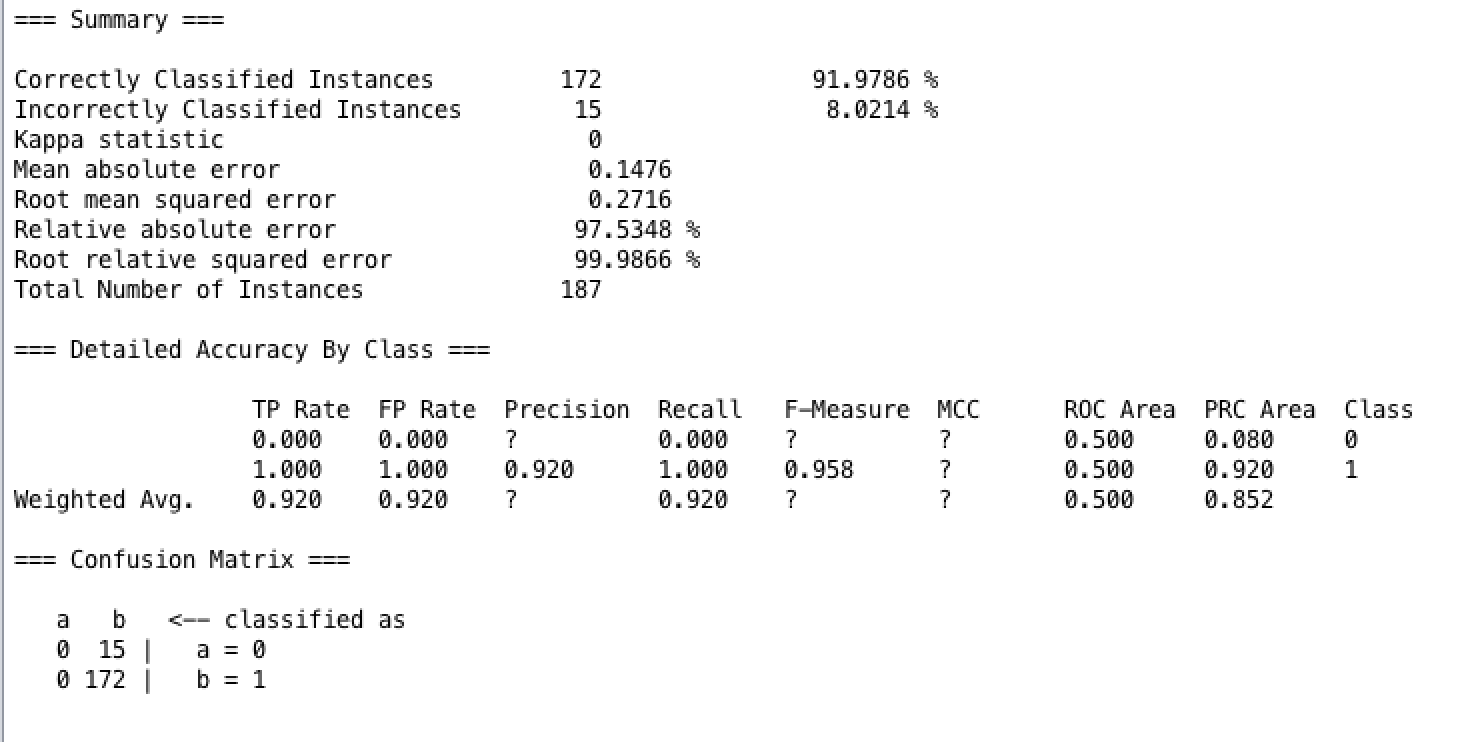 === Summary ===
Correctly Classified Instances 172 91.9786 %
Incorrectly Classified Instances 15 8.0214 %
Kappa statistic 0
Mean absolute error 0.1476
Root mean squared error 0.2716
Relative absolute error 97.5348 %
Root relative squared error 99.9866 %
Total Number of Instances 187
=== Detailed Accuracy By Class ===
TP Rate FP Rate Precision Recall F-Measure MCC ROC Area PRC Area Class
0.000 0.000 ? 0.000 ? ? 0.500 0.080 0
1.000 1.000 0.920 1.000 0.958 ? 0.500 0.920 1
Weighted Avg. 0.920 0.920 ? 0.920 ? ? 0.500 0.852
=== Confusion Matrix ===
a b <-- classified as
0 15 | a = 0
0 172 | b = 1